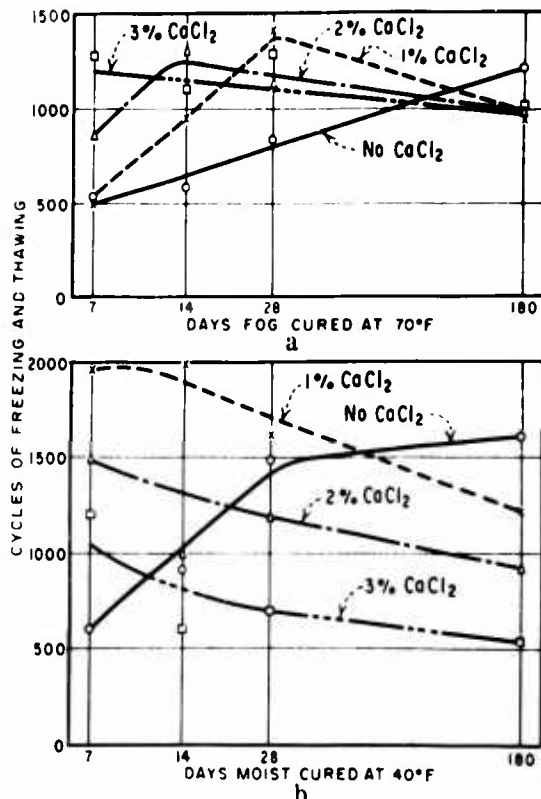 CYCLES OF FREEZING AND THAWING
1500
1000
500
0
3% CaCl2
2% CaCl2
1% CaCl2
No CaCl2
7
14
28
180
DAYS FOG CURED AT 70°F
a
2000
1500
1000
500
0
1% CaCl2
No CaCl2
2% CaCl2
3% CaCl2
7
14
28
180
DAYS MOIST CURED AT 40°F
b